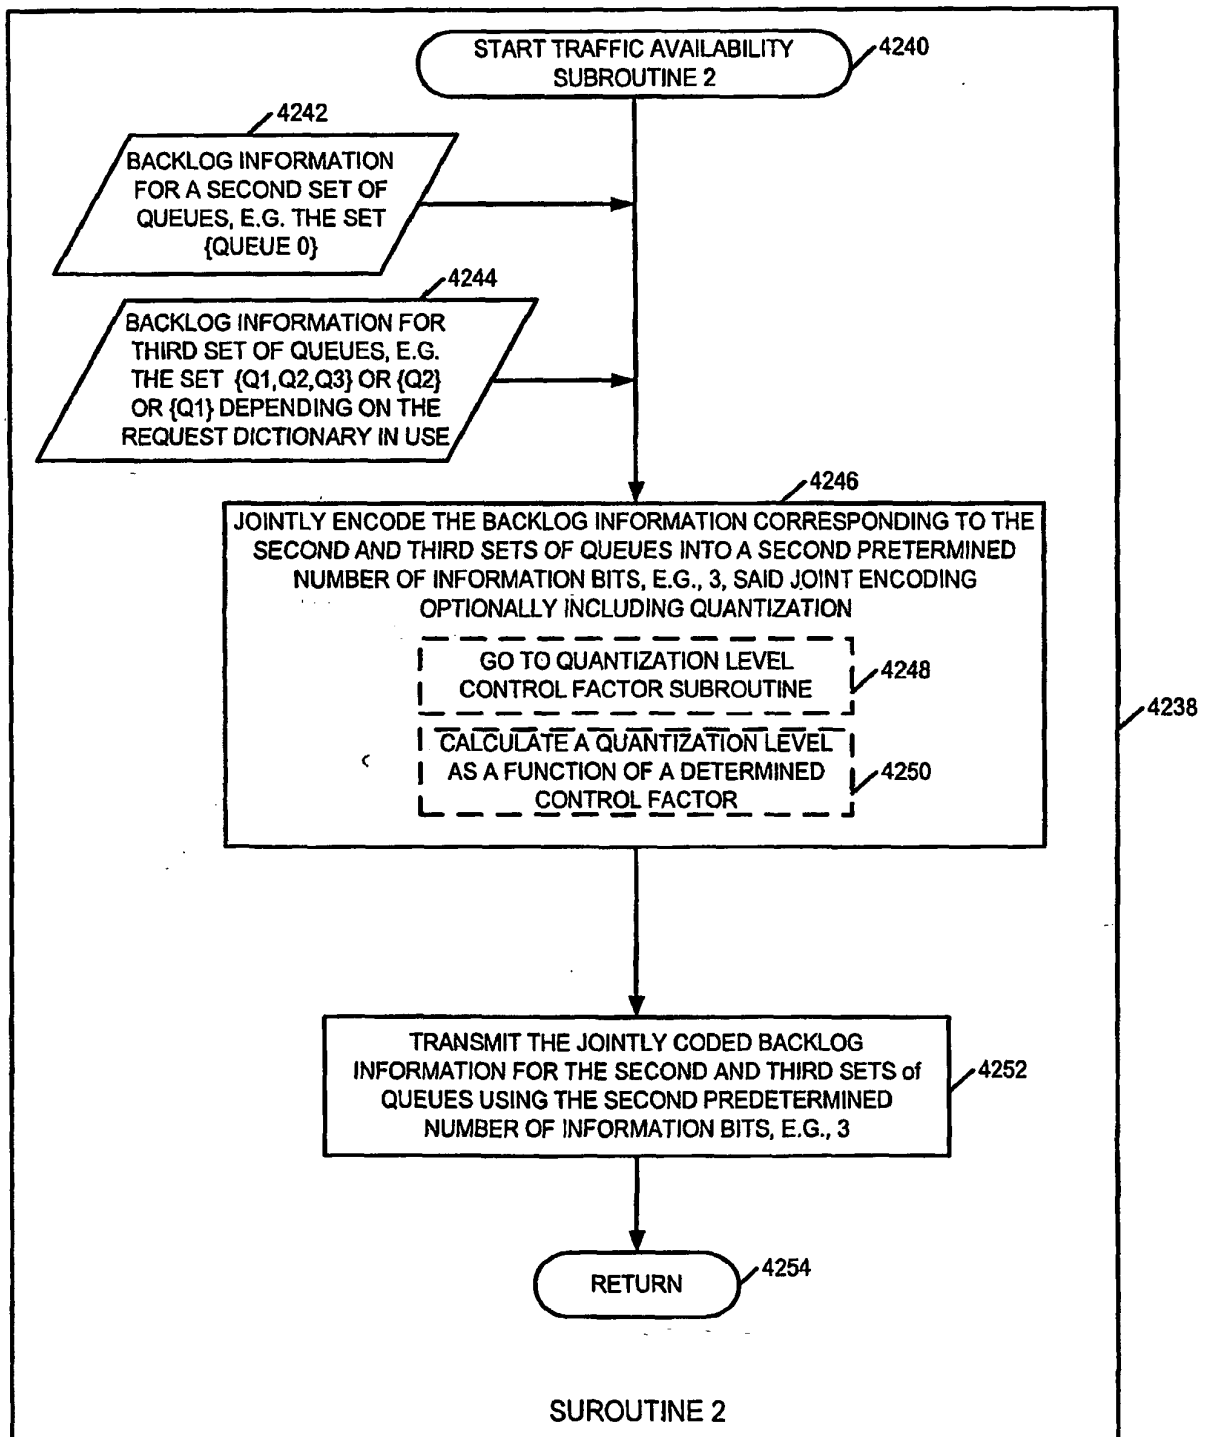 START TRAFFIC AVAILABILITY
SUBROUTINE 2
4240
4242
BACKLOG INFORMATION
FOR A SECOND SET OF
QUEUES, E.G. THE SET
{QUEUE 0}
4244
BACKLOG INFORMATION FOR
THIRD SET OF QUEUES, E.G.
THE SET {Q1,Q2,Q3} OR {Q2}
OR {Q1} DEPENDING ON THE
REQUEST DICTIONARY IN USE
4246
JOINTLY ENCODE THE BACKLOG INFORMATION CORRESPONDING TO THE
SECOND AND THIRD SETS OF QUEUES INTO A SECOND PRETERMINED
NUMBER OF INFORMATION BITS, E.G., 3, SAID JOINT ENCODING
OPTIONALLY INCLUDING QUANTIZATION
GO TO QUANTIZATION LEVEL
CONTROL FACTOR SUBROUTINE
4248
4238
CALCULATE A QUANTIZATION LEVEL
AS A FUNCTION OF A DETERMINED
CONTROL FACTOR
4250
TRANSMIT THE JOINTLY CODED BACKLOG
INFORMATION FOR THE SECOND AND THIRD SETS of
QUEUES USING THE SECOND PREDETERMINED
NUMBER OF INFORMATION BITS, E.G., 3
4252
RETURN
4254
SUROUTINE 2